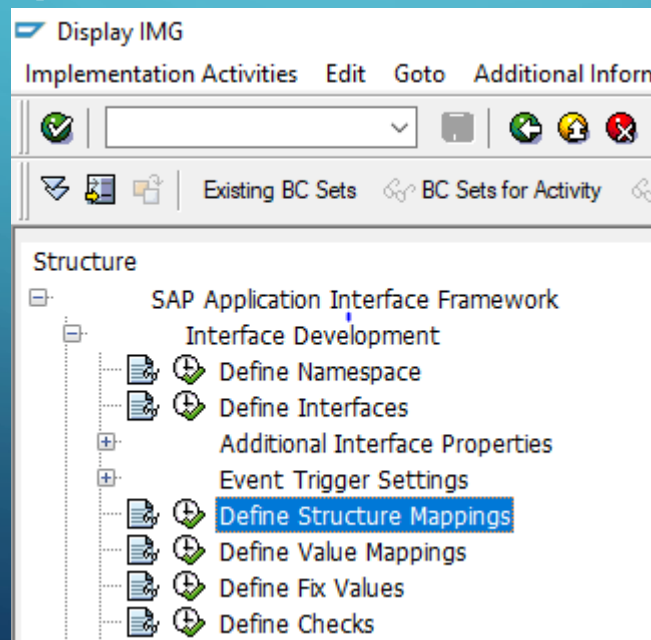 Display IMG
Implementation Activities Edit Goto Additional Inform
Existing BC Sets BC Sets for Activity
Structure
SAP Application Interface Framework
Interface Development
Define Namespace
Define Interfaces
Additional Interface Properties
Event Trigger Settings
Define Structure Mappings
Define Value Mappings
Define Fix Values
Define Checks